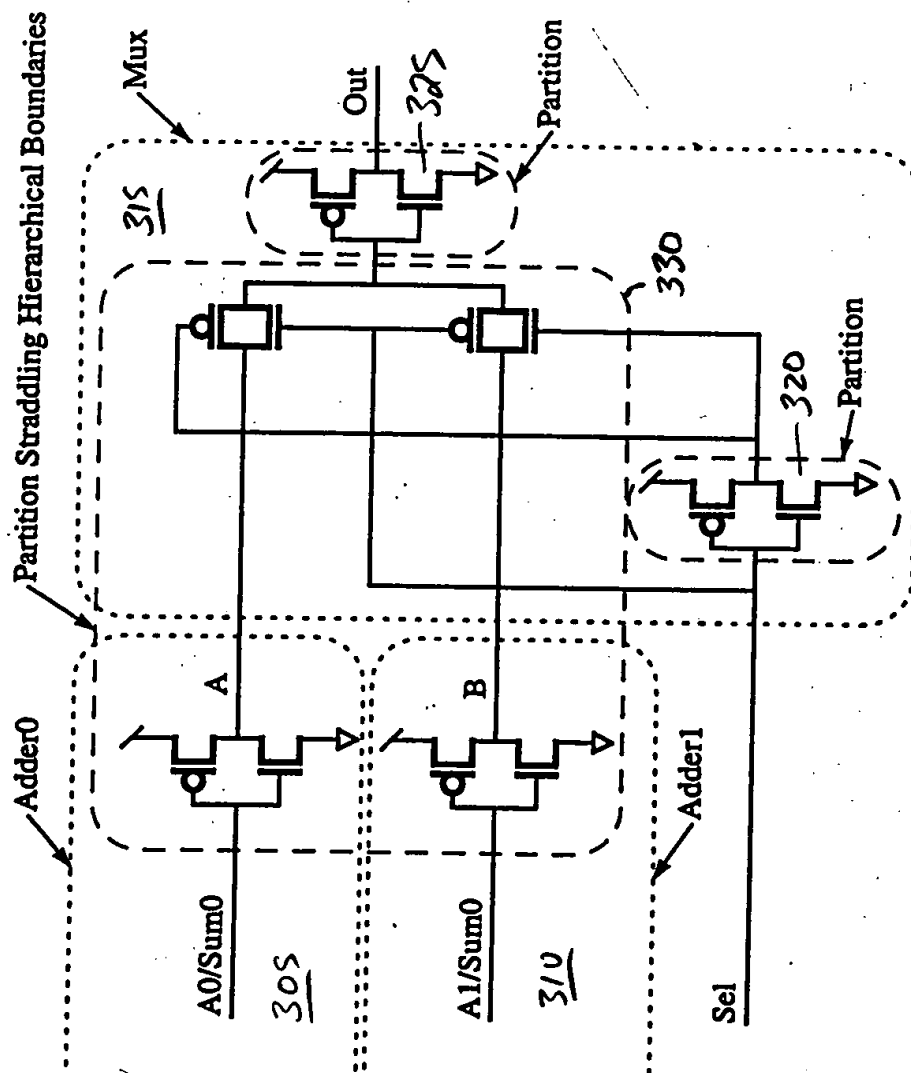 Partition Straddling Hierarchical Boundaries
Adder0
Mux
315
A0/Sum0
305
A
Out
325
Partition
A1/Sum0
310
B
330
Adder1
Sel
320
Partition